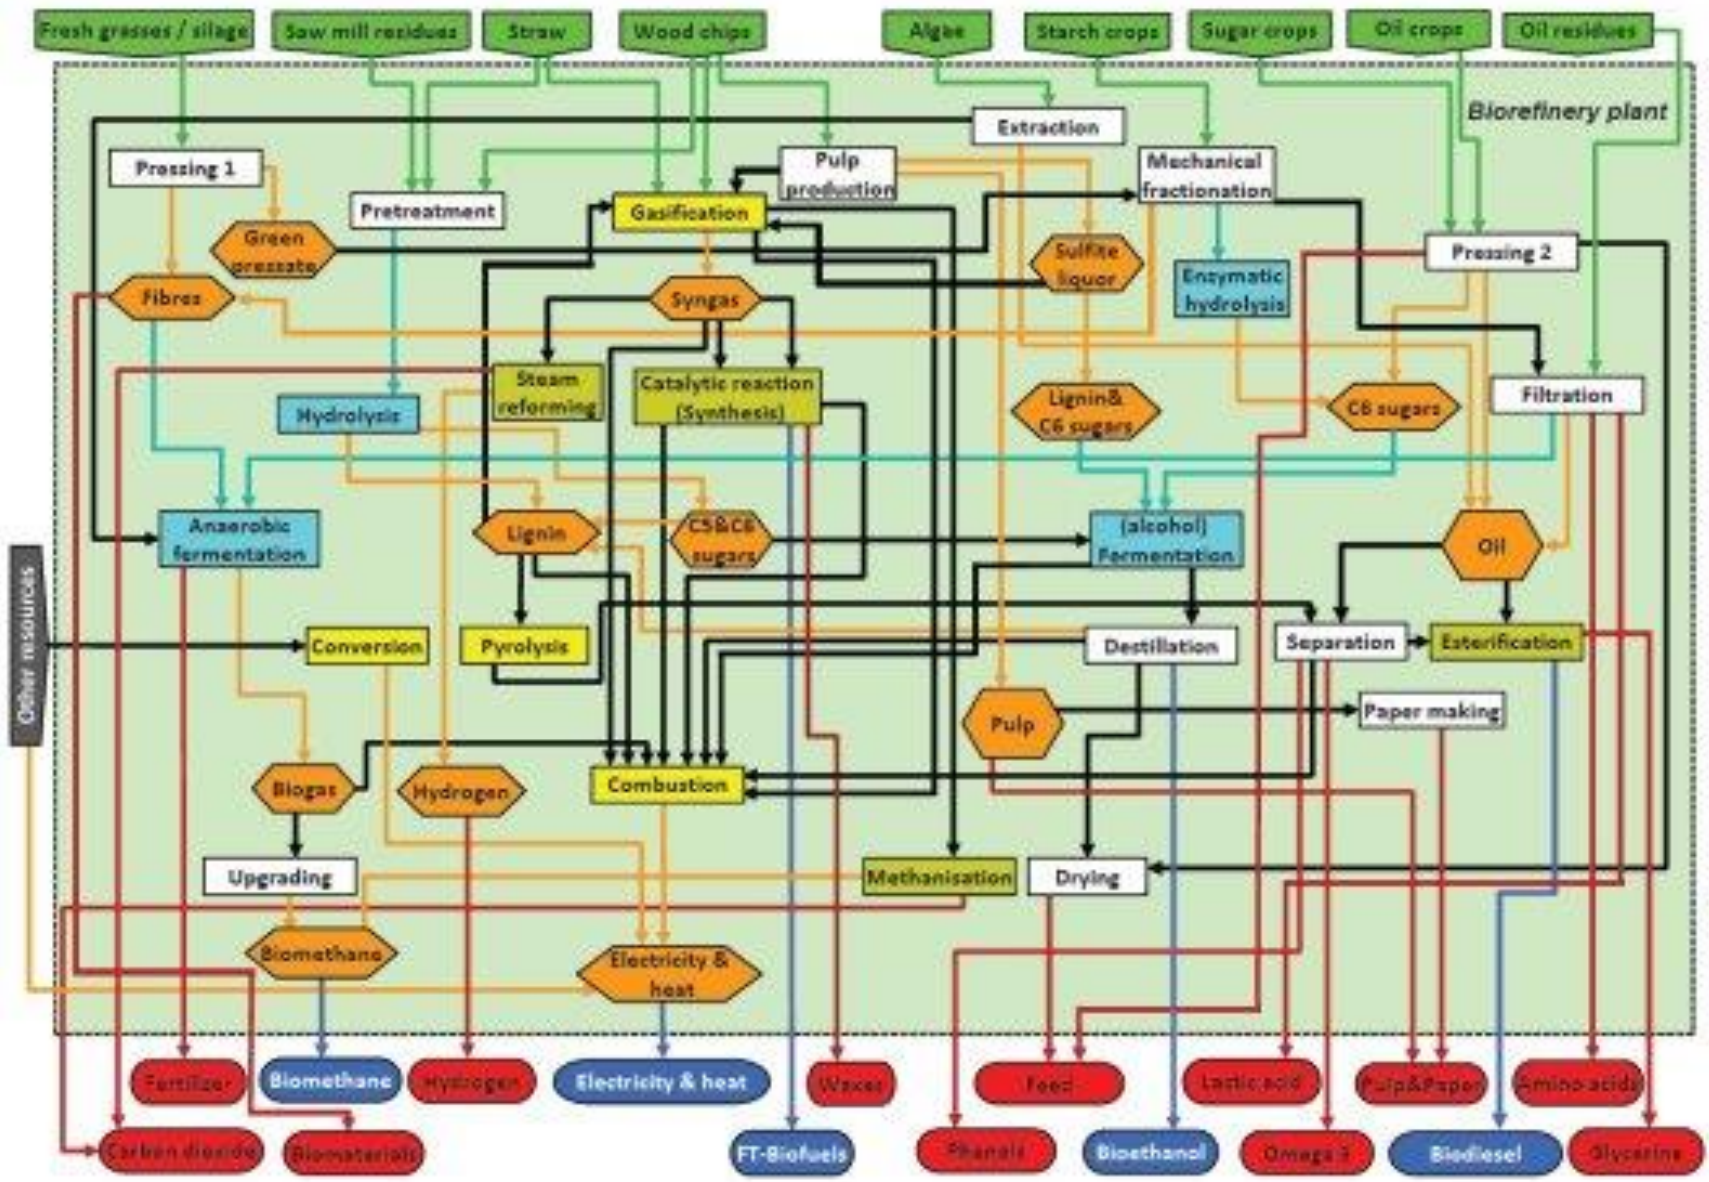 Fresh grasses / silage
Saw mill residues
Straw
Wood chips
Algae
Starch crops
Sugar crops
Oil crops
Oil residues
Biorefinery plant
Extraction
Pressing 1
Pulp
production
Mechanical
fractionation
Pretreatment
Gasification
Green
pressate
Sulfite
liquor
Pressing 2
Enzymatic
hydrolysis
Fibres
Syngas
Steam
reforming
Catalytic reaction
(Synthesis)
Hydrolysis
Lignin&
C6 sugars
C6 sugars
Filtration
Anaerobic
fermentation
Lignin
C5&C6
sugars
(alcohol)
Fermentation
Oil
Other resources
Conversion
Pyrolysis
Destillation
Separation
Esterification
Pulp
Paper making
Biogas
Hydrogen
Combustion
Upgrading
Methanisation
Drying
Biomethane
Electricity &
heat
Fertilizer
Biomethane
Hydrogen
Electricity & heat
Waxes
Feed
Lactic acid
Pulp&Paper
Amino acids
Carbon dioxide
Biomaterials
FT-Biofuels
Phenols
Bioethanol
Omega 3
Biodiesel
Glycerine